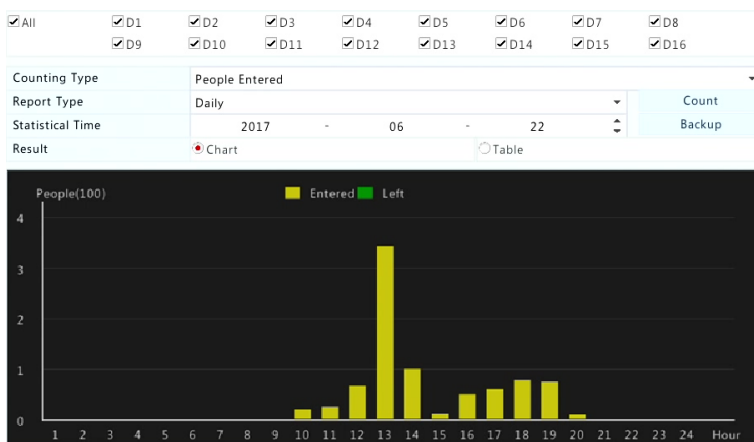 All D1 D2 D3 D4 D5 D6 D7 D8
D9 D10 D11 D12 D13 D14 D15 D16
Counting Type People Entered
Report Type Daily Count
Statistical Time 2017 - 06 - 22 Backup
Result Chart Table
People(100) Entered Left
4
3
2
1
0
1 2 3 4 5 6 7 8 9 10 11 12 13 14 15 16 17 18 19 20 21 22 23 24 Hour